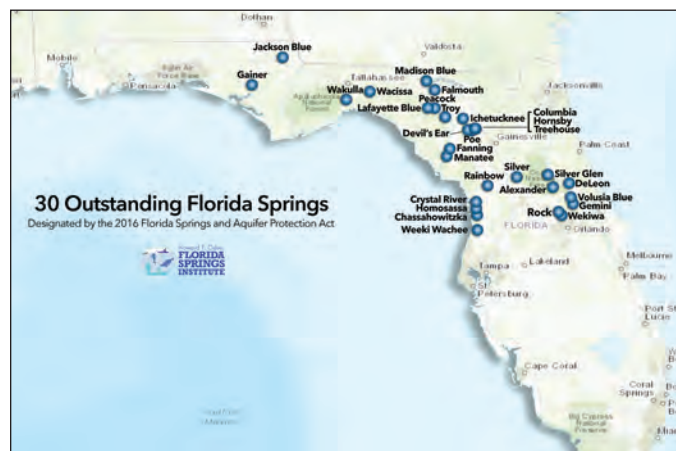 Dothan
Jackson Blue
Valdosta
Mobile
Madison Blue
Gainer
Tallahassee
Pensacola
Wakulla
Wacissa
Falmouth
Jacksonville
Peacock
Lafayette Blue
Troy
Ichetucknee
Columbia
Hornsby
Treehouse
Devil's Ear
Poe
Gainesville
Fanning
Manatee
Palm Coast
Silver
Silver Glen
Rainbow
DeLeon
Alexander
30 Outstanding Florida Springs
Crystal River
Volusia Blue
Homosassa
Gemini
Designated by the 2016 Florida Springs and Aquifer Protection Act
Chassahowitzka
Rock
Wekiwa
FLORIDA
Orlando
Weeki Wachee
FLORIDA
SPRINGS
INSTITUTE
Tampa
Lakeland
Melbourne
Palm Bay
St.
Petersburg
Port St.
Lucie
Cape Coral
Coral
Springs
Big Cypress
National
Preserve